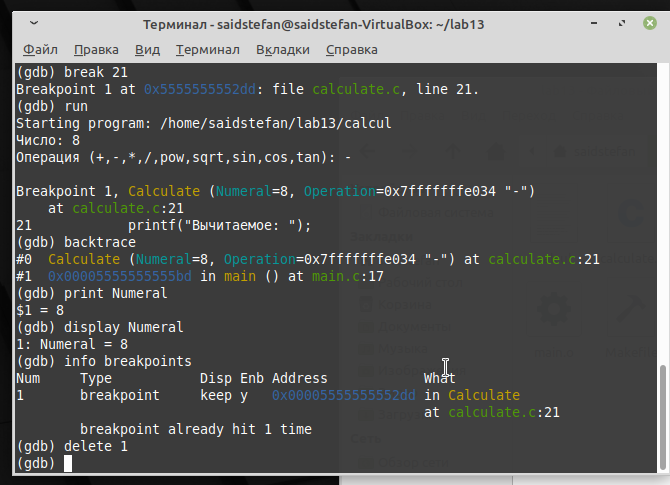 Терминал - saidstefan@saidstefan-VirtualBox: ~/lab13
Файл Правка Вид Терминал Вкладки Справка
(gdb) break 21
Breakpoint 1 at 0x5555555552dd: file calculate.c, line 21.
(gdb) run
Starting program: /home/saidstefan/lab13/calcul
Число: 8
Операция (+,-,*,/,pow,sqrt,sin,cos,tan): -
Breakpoint 1, Calculate (Numeral=8, Operation=0x7fffffffe034 "-")
at calculate.c:21
21 printf("Вычитаемое: ");
(gdb) backtrace
#0 Calculate (Numeral=8, Operation=0x7fffffffe034 "-") at calculate.c:21
#1 0x00005555555555bd in main () at main.c:17
(gdb) print Numeral
$1 = 8
(gdb) display Numeral
1: Numeral = 8
(gdb) info breakpoints
Num Type Disp Enb Address What
1 breakpoint keep y 0x00005555555552dd in Calculate
at calculate.c:21
breakpoint already hit 1 time
(gdb) delete 1
(gdb)